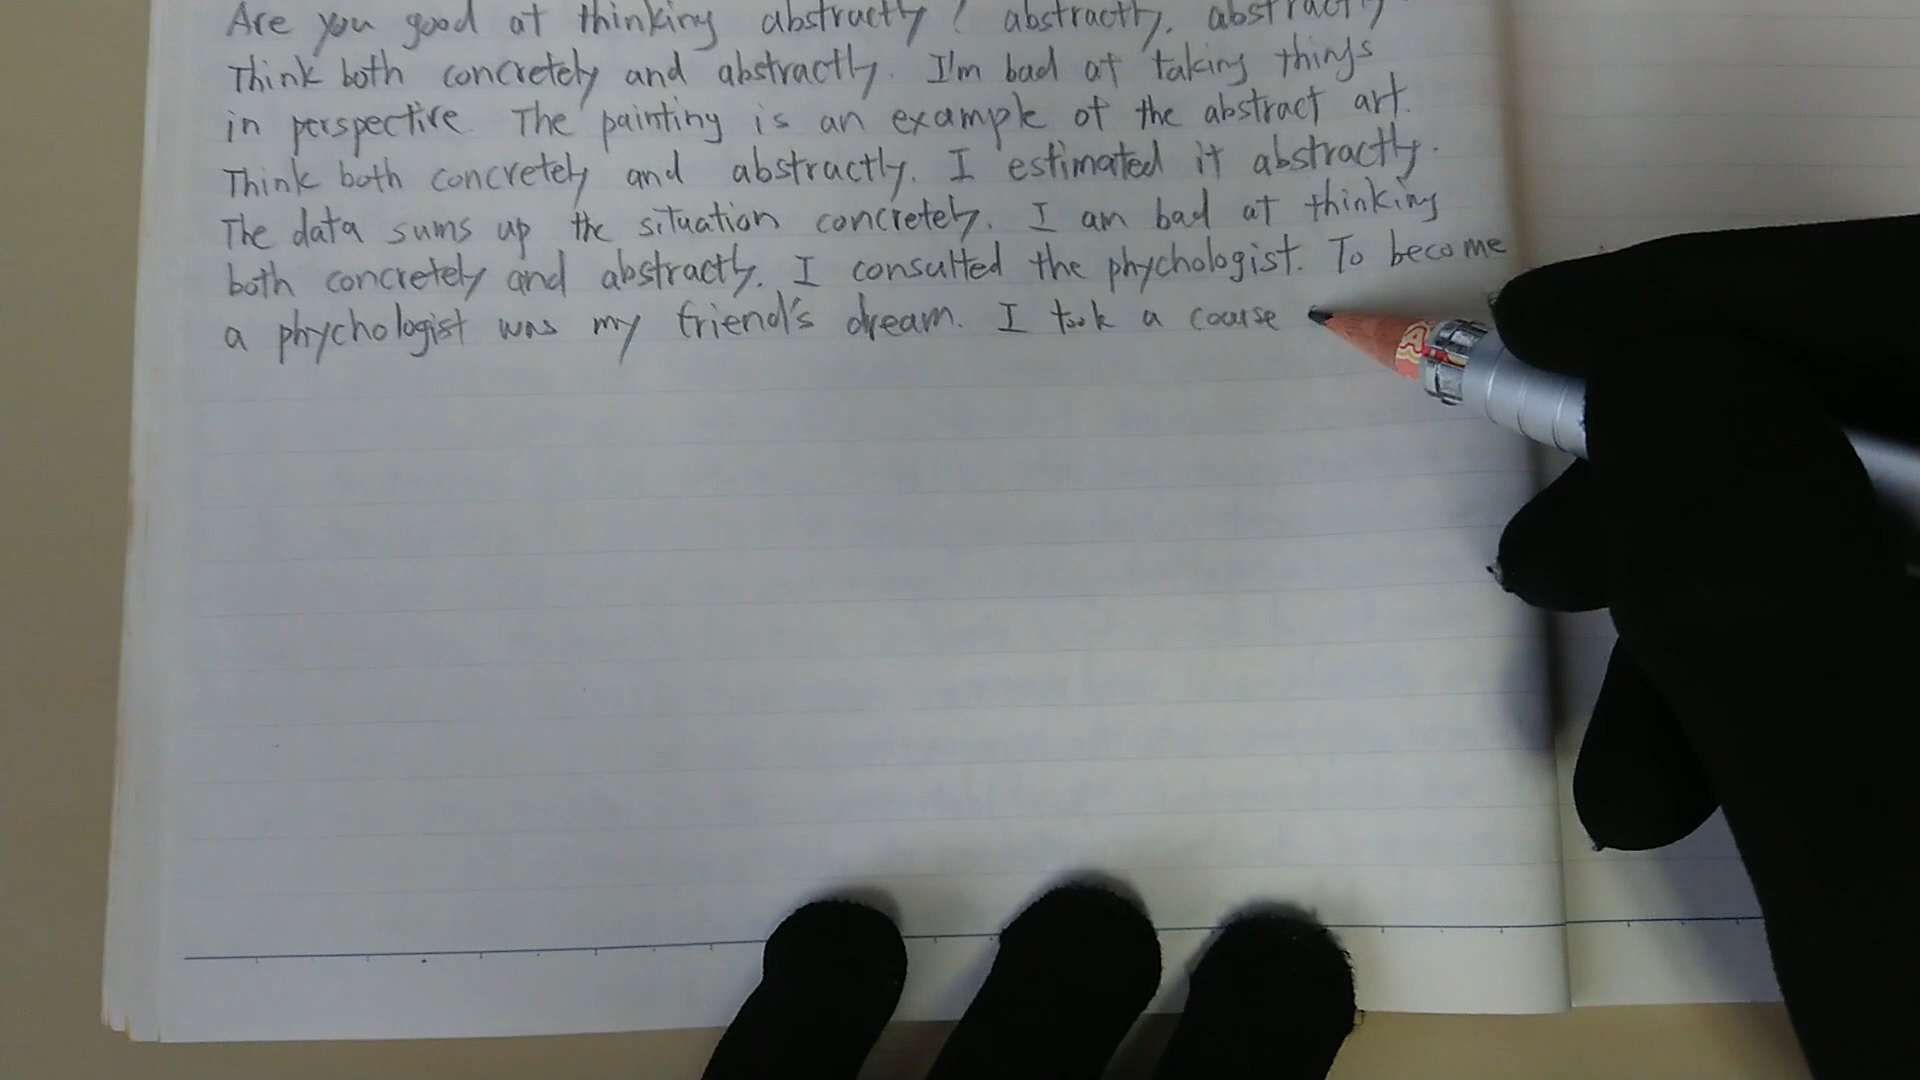 Are you good at thinking abstractly? abstractly, abstractly
Think both concretely and abstractly. I'm bad at taking things
in perspective The painting is an example of the abstract art.
Think both concretely and abstractly. I estimated it abstractly.
The data sums up the situation concretely. I am bad at thinking
both concretely and abstractly. I consulted the phychologist. To become
a phychologist was my friend's dream. I took a course